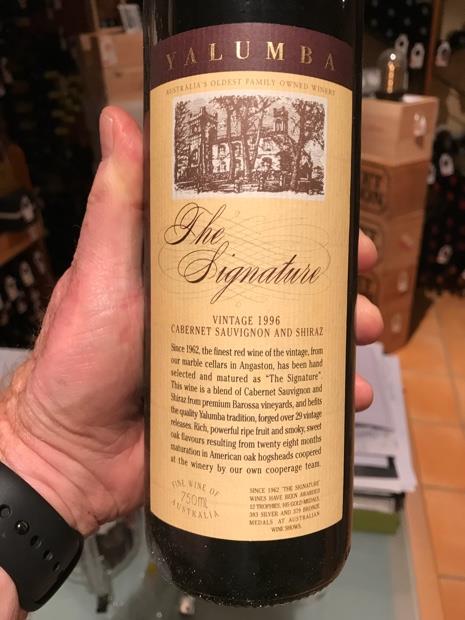 YALUMBA
AUSTRALIA'S OLDEST FAMILY OWNED WINERY
The
Signature
VINTAGE 1996
CABERNET SAUVIGNON AND SHIRAZ
Since 1962, the finest red wine of the vintage, from
our marble cellars in Angaston, has been hand
selected and matured as "The Signature".
This wine is a blend of Cabernet Sauvignon and
Shiraz from premium Barossa vineyards, and befits
the quality Yalumba tradition, forged over 29 vintage
releases. Rich, powerful ripe fruit and smoky, sweet
oak flavours resulting from twenty eight months
maturation in American oak hogsheads coopered
at the winery by our own cooperage team.
FINE WINE OF
750ML
AUSTRALIA
SINCE 1962 'THE SIGNATURE'
WINES HAVE BEEN AWARDED
12 TROPHIES, 105 GOLD MEDALS,
393 SILVER AND 579 BRONZE
MEDALS AT AUSTRALIAN
WINE SHOWS.